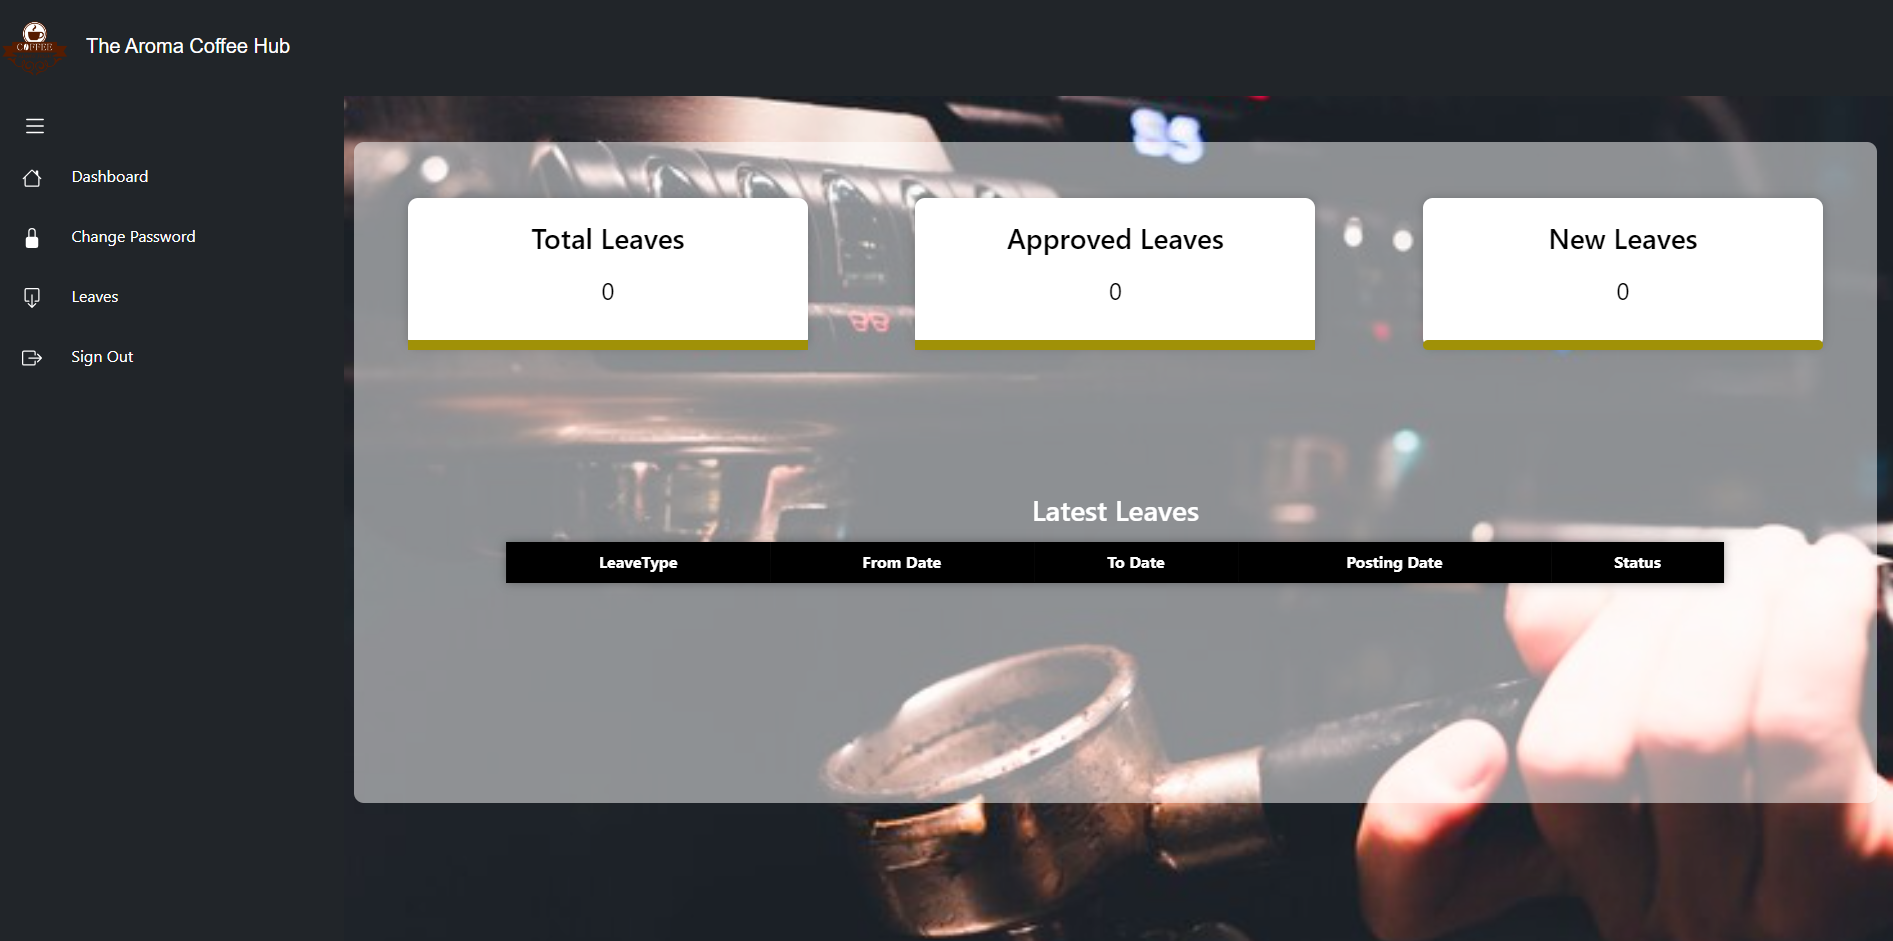 COFFEE
The Aroma Coffee Hub
Dashboard
Change Password
Leaves
Sign Out
Total Leaves
0
Approved Leaves
0
New Leaves
0
Latest Leaves
LeaveType From Date To Date Posting Date Status